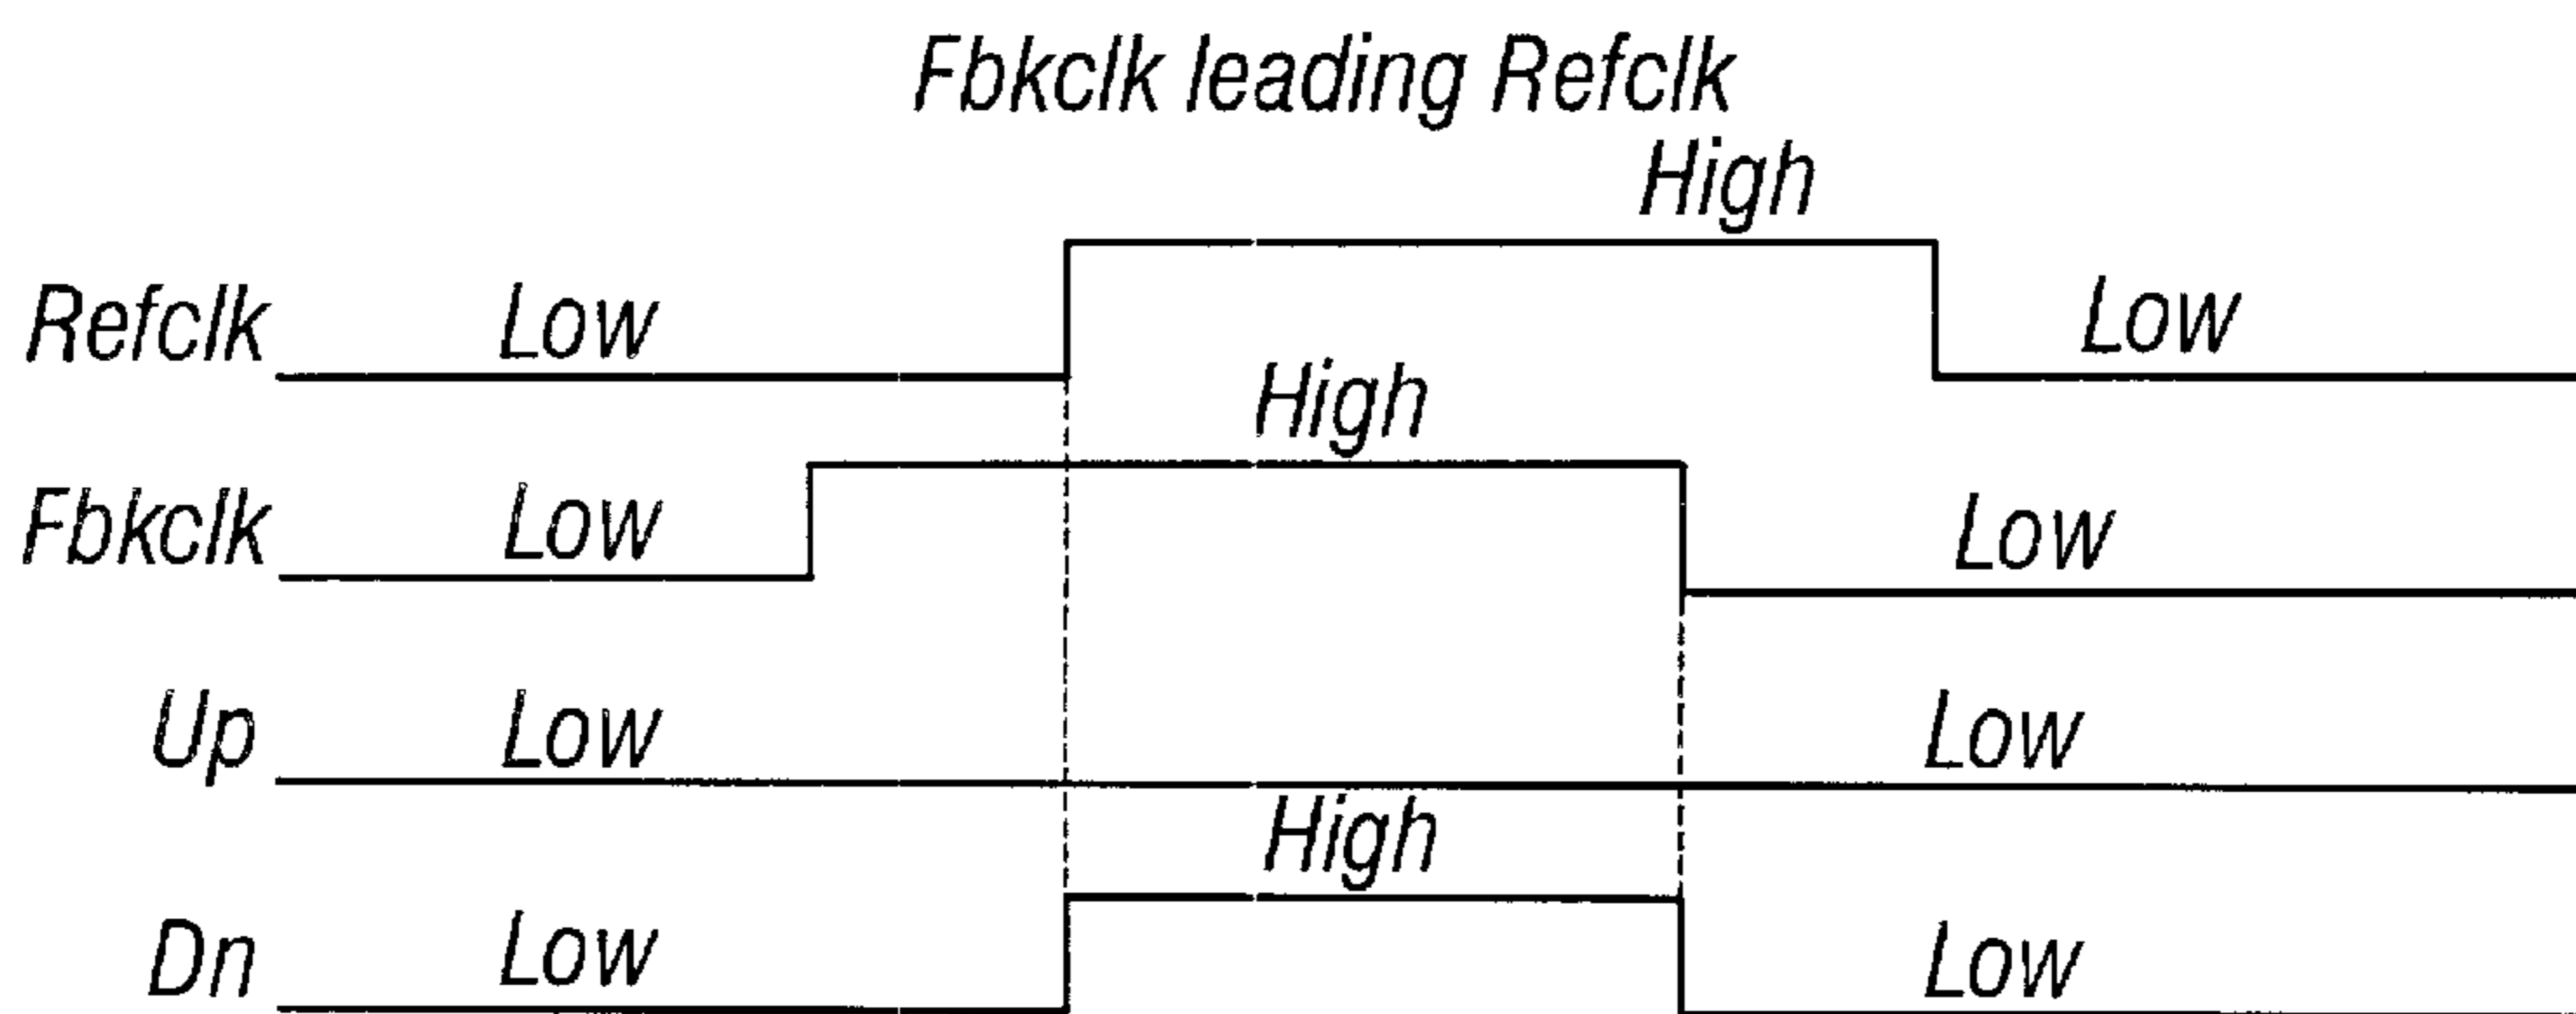 Fbkclk leading Refclk
High
Refclk Low Low
High
Fbkclk Low Low
Up Low Low
High
Dn Low Low